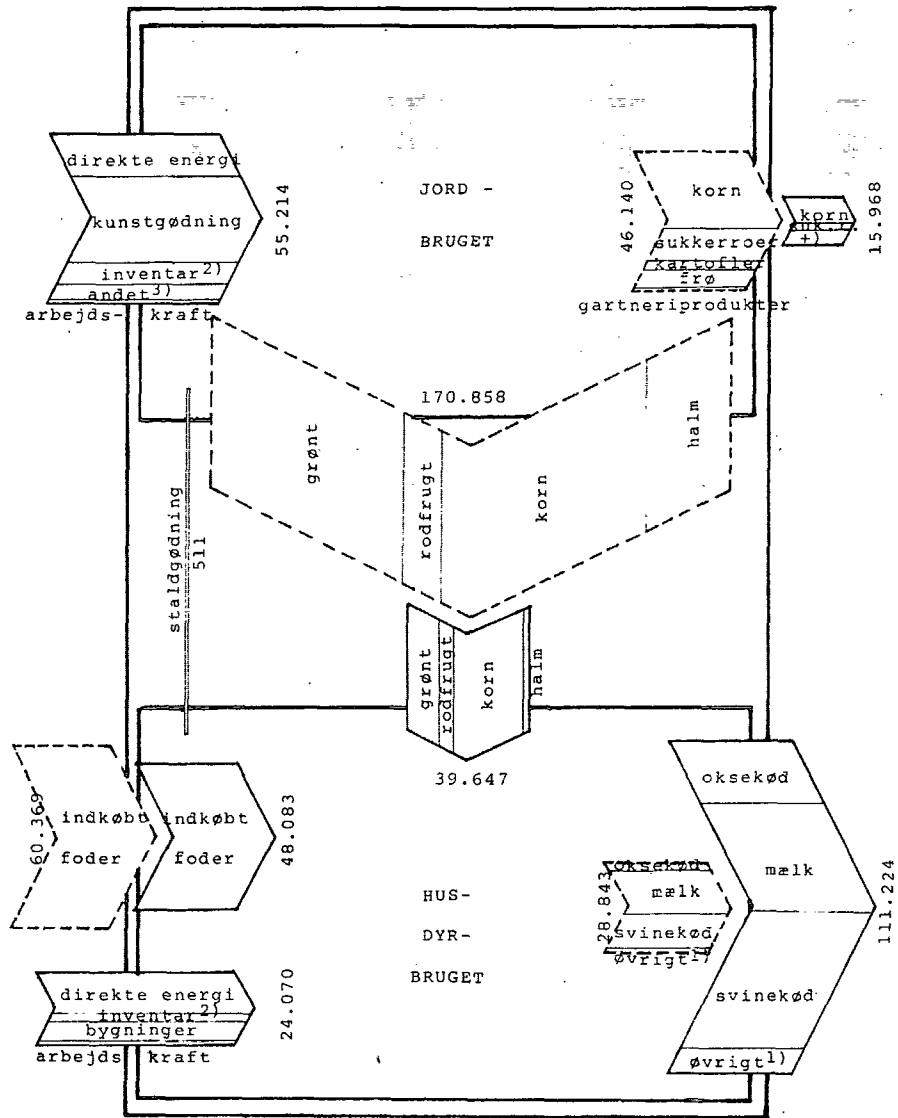 direkte energi
kunstgødning
inventar2)
andet3)
arbejds- kraft
55.214
JORD -
BRUGET
46.140
korn
sukkerroer
kartofler
frø
gartneriprodukter
korn
suk.r.
+)
15.968
170.858
grønt
rodfrugt
korn
halm
staldgødning
511
grønt
rodfrugt
korn
halm
39.647
60.369
indkøbt
foder
indkøbt
foder
48.083
HUS-
DYR-
BRUGET
28.843
oksekød
mælk
svinekød
øvrigt1)
oksekød
mælk
svinekød
øvrigt1)
111.224
direkte energi
inventar2)
bygninger
arbejds kraft
24.070